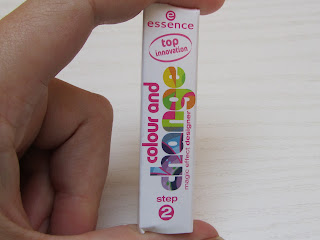 essence
top
innovation
colour and
change
magic effect designer
step
2